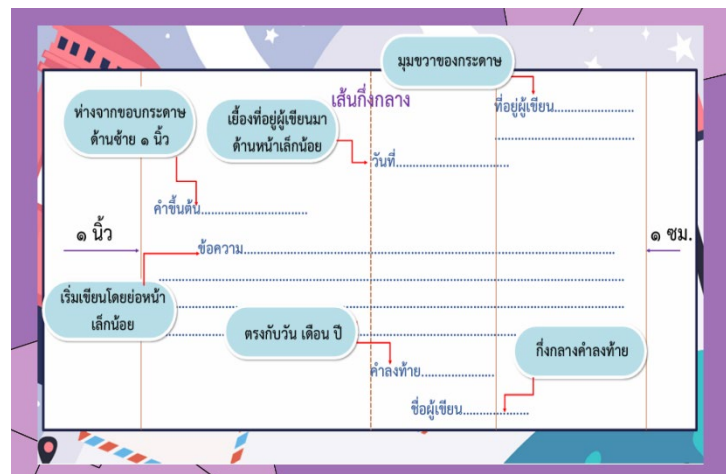 มุมขวาของกระดาษ
เส้นกึ่งกลาง
ที่อยู่ผู้เขียน........................
ห่างจากขอบกระดาษ
ด้านซ้าย ๑ นิ้ว
เยื้องที่อยู่ผู้เขียนมา
ด้านหน้าเล็กน้อย
วันที่................................
คำขึ้นต้น..............................
๑ นิ้ว
๑ ซม.
ข้อความ................................................................
เริ่มเขียนโดยย่อหน้า
เล็กน้อย
ตรงกับวัน เดือน ปี
กึ่งกลางคำลงท้าย
คำลงท้าย.....................
ชื่อผู้เขียน...................